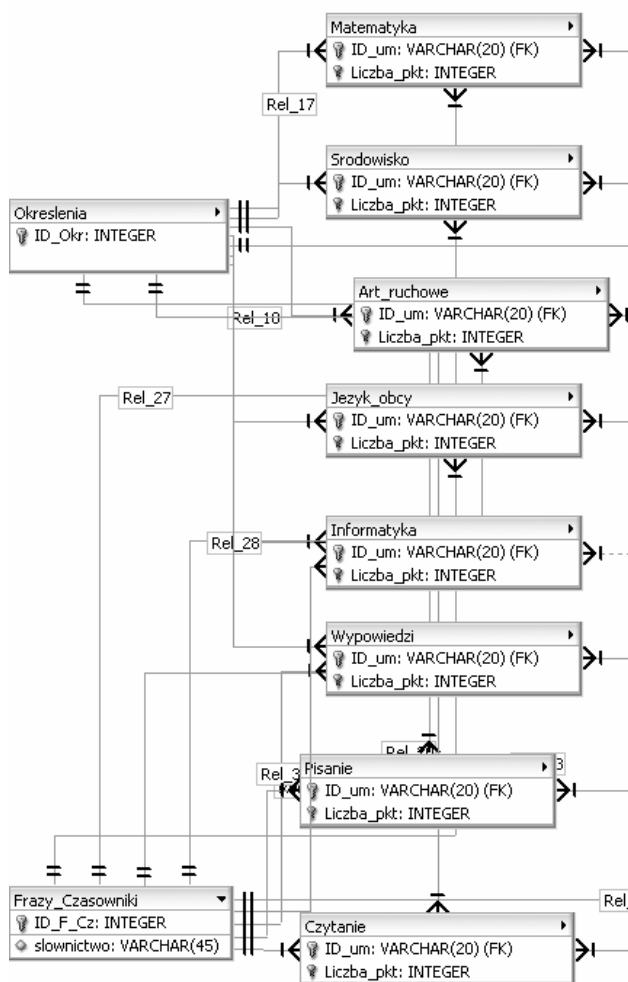 Matematyka
ID_um: VARCHAR(20) (FK)
Liczba_pkt: INTEGER
Rel_17
Srodowisko
ID_um: VARCHAR(20) (FK)
Liczba_pkt: INTEGER
Okreslenia
ID_Okr: INTEGER
Art_ruchowe
ID_um: VARCHAR(20) (FK)
Liczba_pkt: INTEGER
Rel_18
Jezyk_obcy
ID_um: VARCHAR(20) (FK)
Liczba_pkt: INTEGER
Rel_27
Informatyka
ID_um: VARCHAR(20) (FK)
Liczba_pkt: INTEGER
Rel_28
Wypowiedzi
ID_um: VARCHAR(20) (FK)
Liczba_pkt: INTEGER
Pisanie
ID_um: VARCHAR(20) (FK)
Liczba_pkt: INTEGER
Frazy_Czasowniki
ID_F_Cz: INTEGER
slownictwo: VARCHAR(45)
Czytanie
ID_um: VARCHAR(20) (FK)
Liczba_pkt: INTEGER